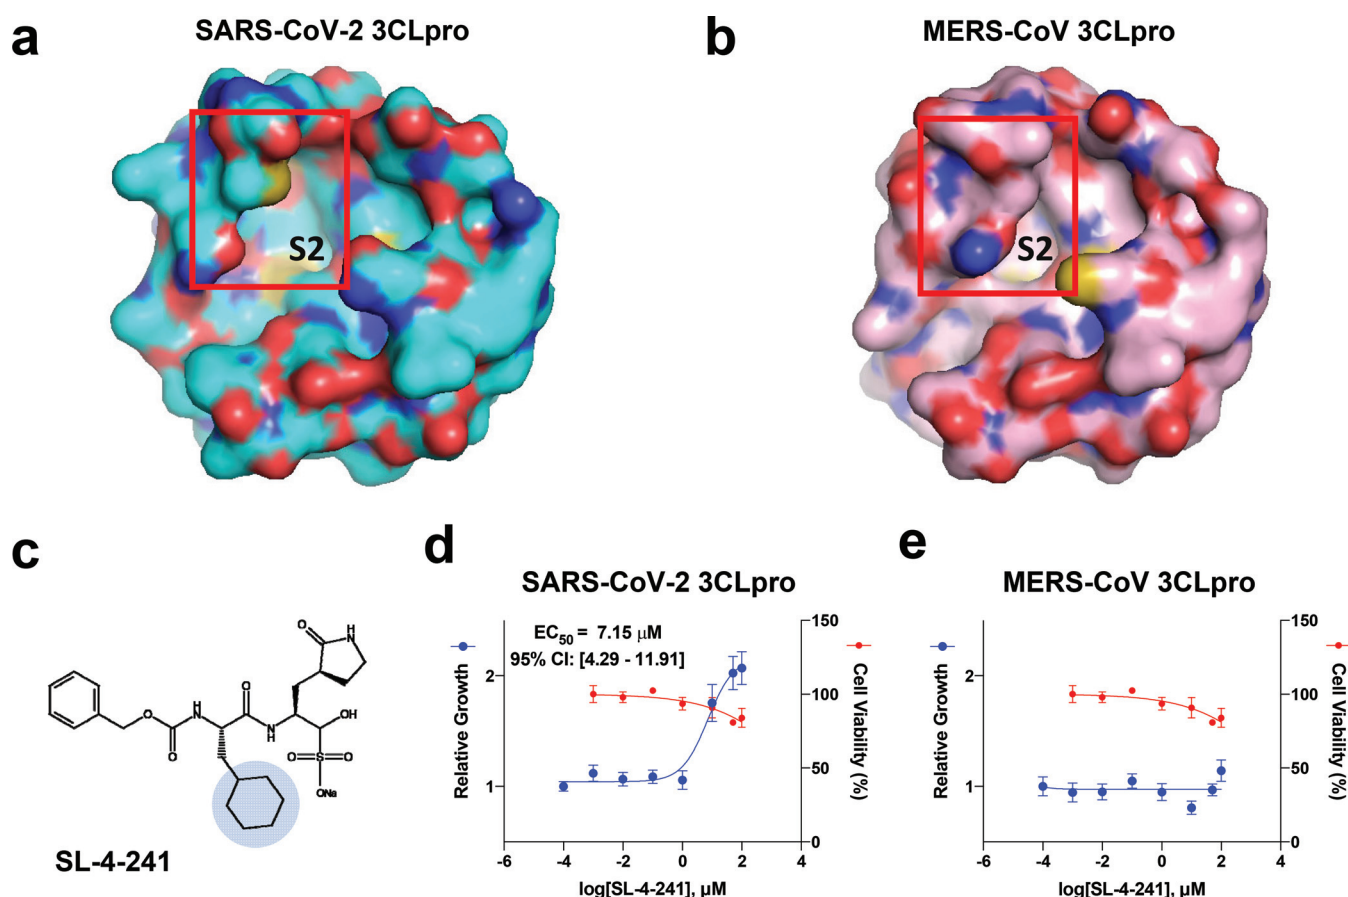 a
SARS-CoV-2 3CLpro
S2
b
MERS-CoV 3CLpro
S2
c
O
H
N
O
H
N
O
O
N
H
OH
O
S
O
ONa
SL-4-241
d
SARS-CoV-2 3CLpro
EC50 = 7.15 μM
95% CI: [4.29 - 11.91]
Relative Growth
2
1
150
100
50
0
Cell Viability (%)
-6 -4 -2 0 2 4
log[SL-4-241], μM
e
MERS-CoV 3CLpro
Relative Growth
2
1
150
100
50
0
Cell Viability (%)
-6 -4 -2 0 2 4
log[SL-4-241], μM